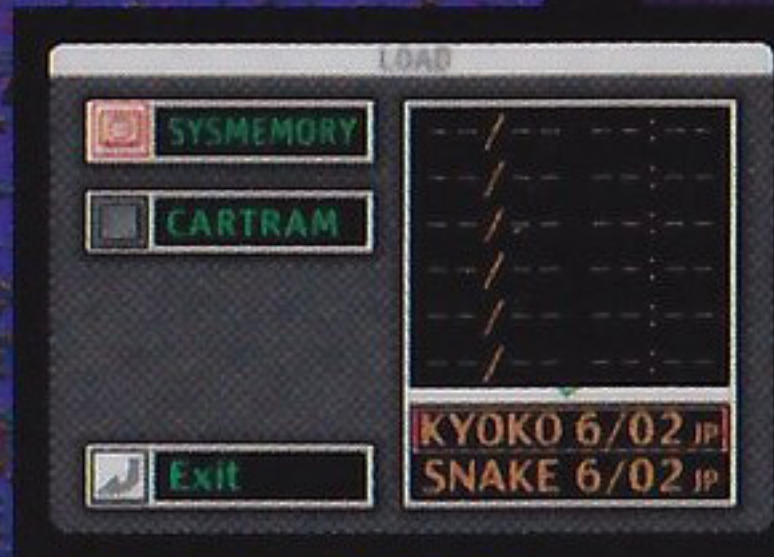 LOAD
SYSMEMORY
CARTRAM
Exit
--/-- --:--
--/-- --:--
--/-- --:--
--/-- --:--
--/-- --:--
--/-- --:--
KYOKO 6/02 JP
SNAKE 6/02 JP